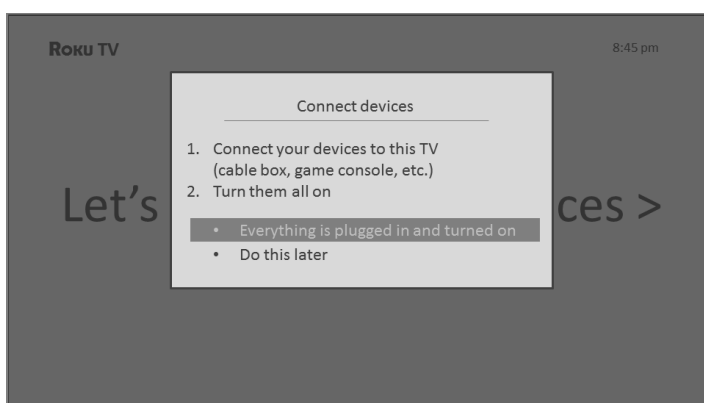 ROKU TV
8:45 pm
Connect devices
1. Connect your devices to this TV
(cable box, game console, etc.)
2. Turn them all on
Let's
ces >
• Everything is plugged in and turned on
• Do this later